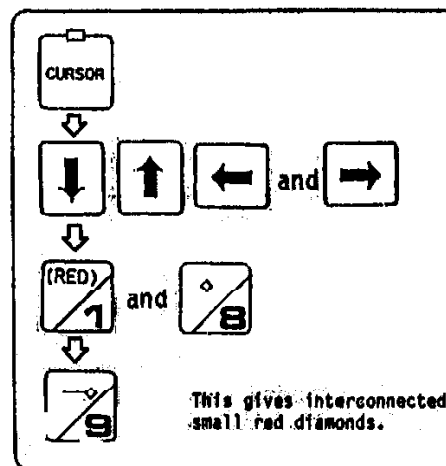 CURSOR
and
(RED)
1 and 8
9
This gives interconnected
small red diamonds.